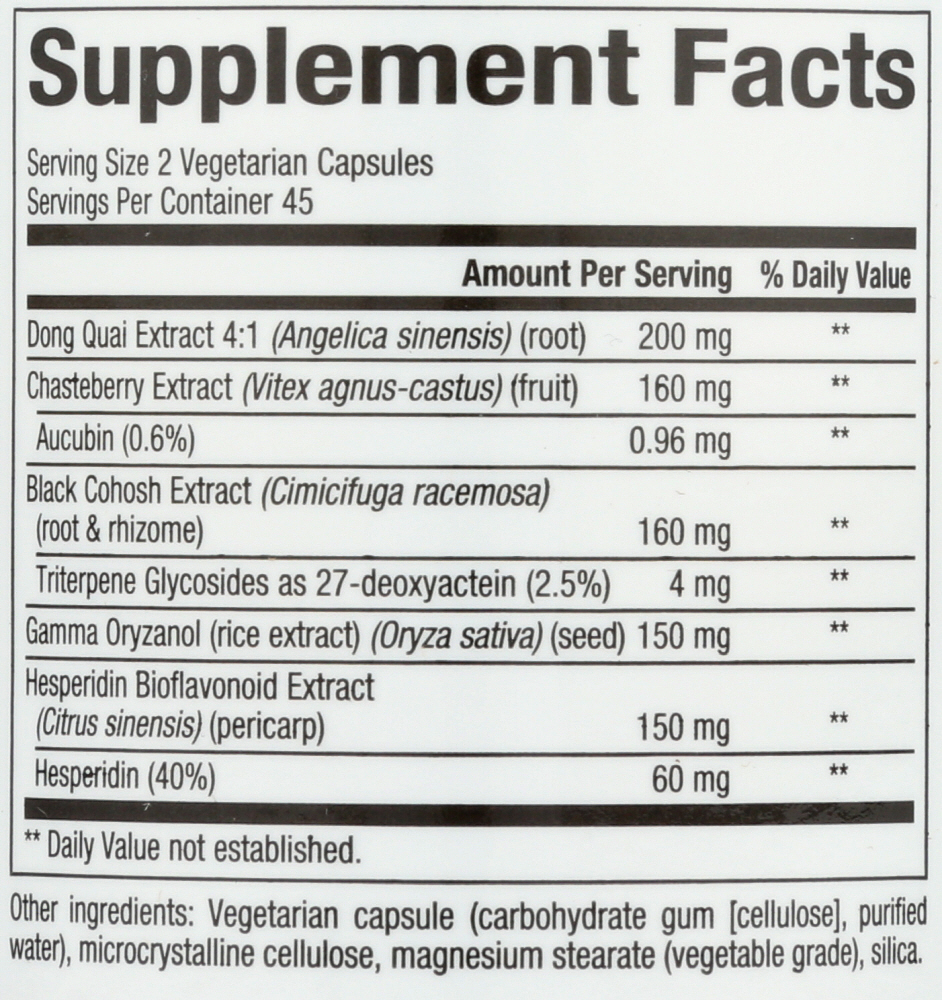 Supplement Facts
Serving Size 2 Vegetarian Capsules
Servings Per Container 45
Amount Per Serving % Daily Value
Dong Quai Extract 4:1 (Angelica sinensis) (root) 200 mg **
Chasteberry Extract (Vitex agnus-castus) (fruit) 160 mg **
Aucubin (0.6%) 0.96 mg **
Black Cohosh Extract (Cimicifuga racemosa)
(root & rhizome) 160 mg **
Triterpene Glycosides as 27-deoxyactein (2.5%) 4 mg **
Gamma Oryzanol (rice extract) (Oryza sativa) (seed) 150 mg **
Hesperidin Bioflavonoid Extract
(Citrus sinensis) (pericarp) 150 mg **
Hesperidin (40%) 60 mg **
** Daily Value not established.
Other ingredients: Vegetarian capsule (carbohydrate gum [cellulose], purified
water), microcrystalline cellulose, magnesium stearate (vegetable grade), silica.